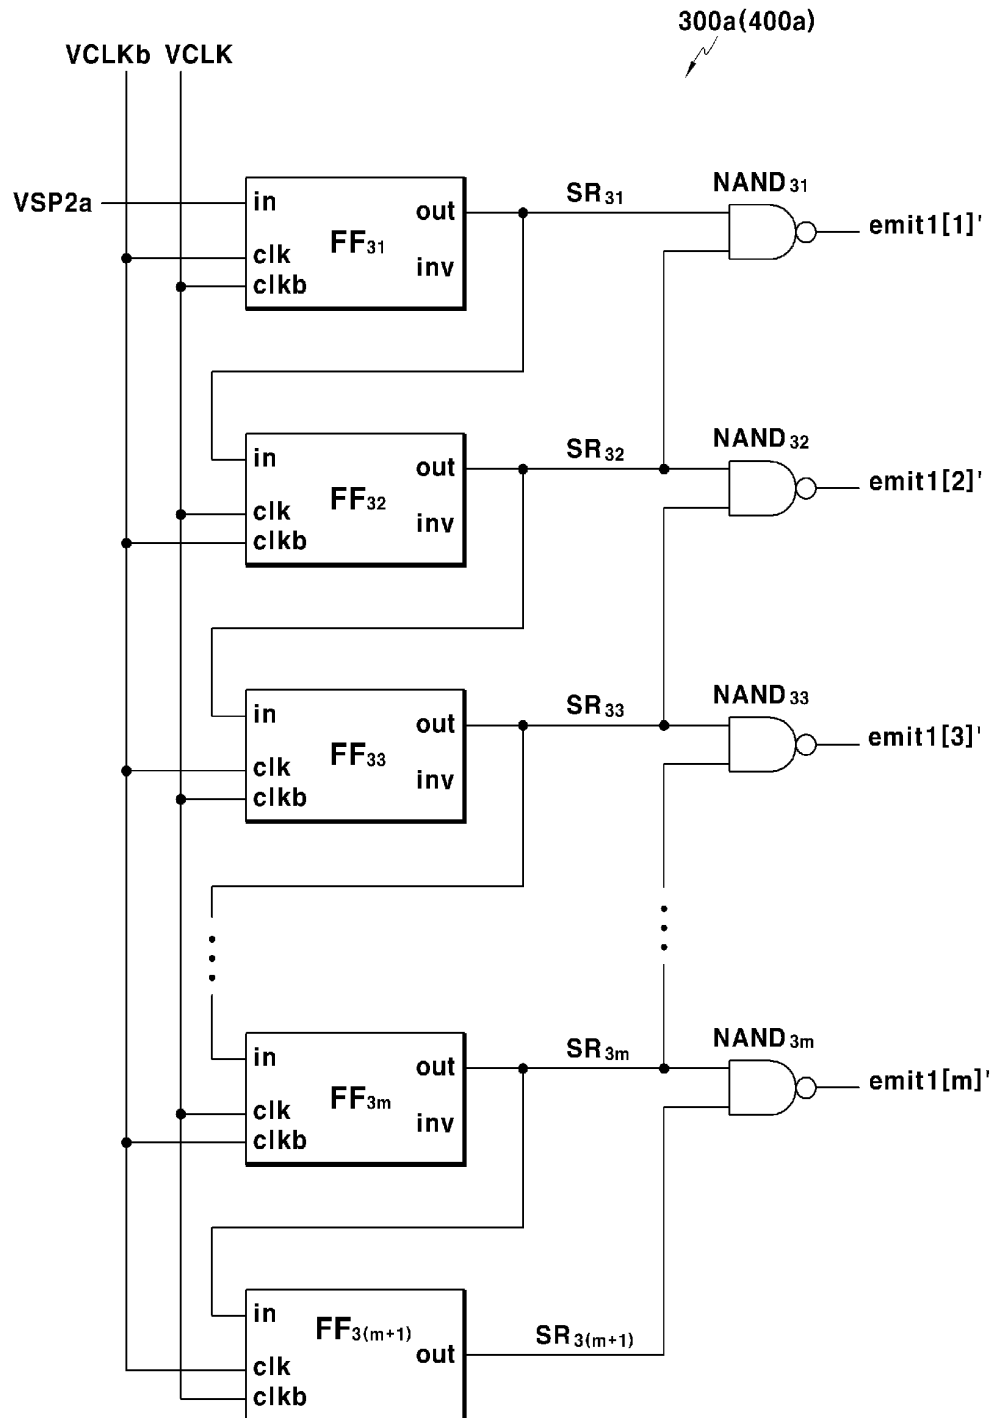 300a(400a)
VCLKb VCLK
VSP2a
in
out
FF31
clk
inv
clkb
SR31
NAND31
emit1[1]'
in
out
FF32
clk
inv
clkb
SR32
NAND32
emit1[2]'
in
out
FF33
clk
inv
clkb
SR33
NAND33
emit1[3]'
in
out
FF3m
clk
inv
clkb
SR3m
NAND3m
emit1[m]'
in
FF3(m+1)
out
clk
clkb
SR3(m+1)